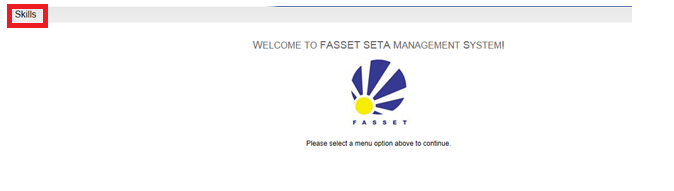 Skills
WELCOME TO FASSET SETA MANAGEMENT SYSTEM!
FASSET
Please select a menu option above to continue.